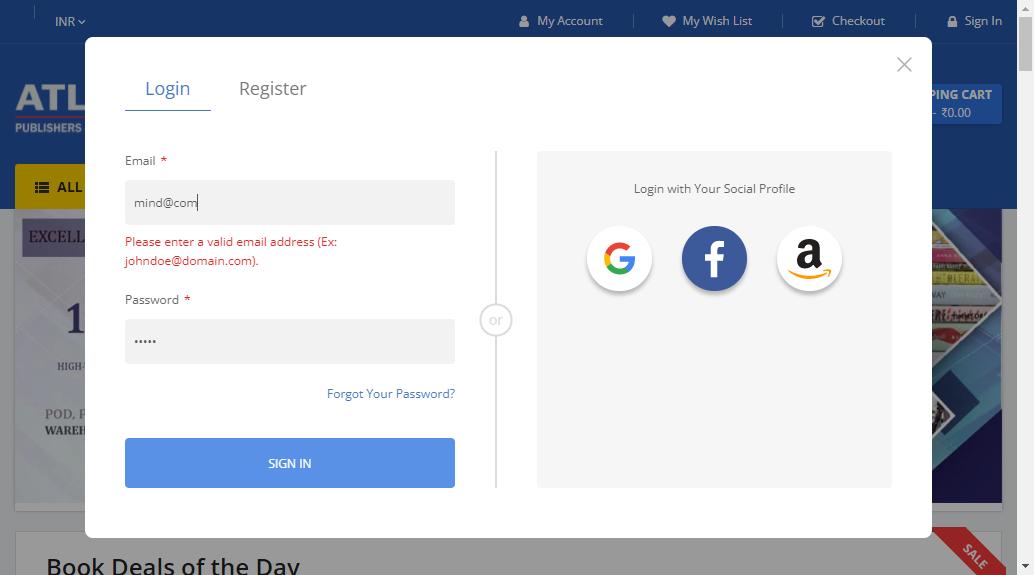 INR
My Account
My Wish List
Checkout
Sign In
Login
Register
ATL
PUBLISHERS
PING CART
- ₹0.00
ALL
Email *
mind@com
Please enter a valid email address (Ex:
johndoe@domain.com).
Password *
•••••
Forgot Your Password?
SIGN IN
or
Login with Your Social Profile
EXCELL
1
HIGH-
POD, P
WAREH
Book Deals of the Day
SALE